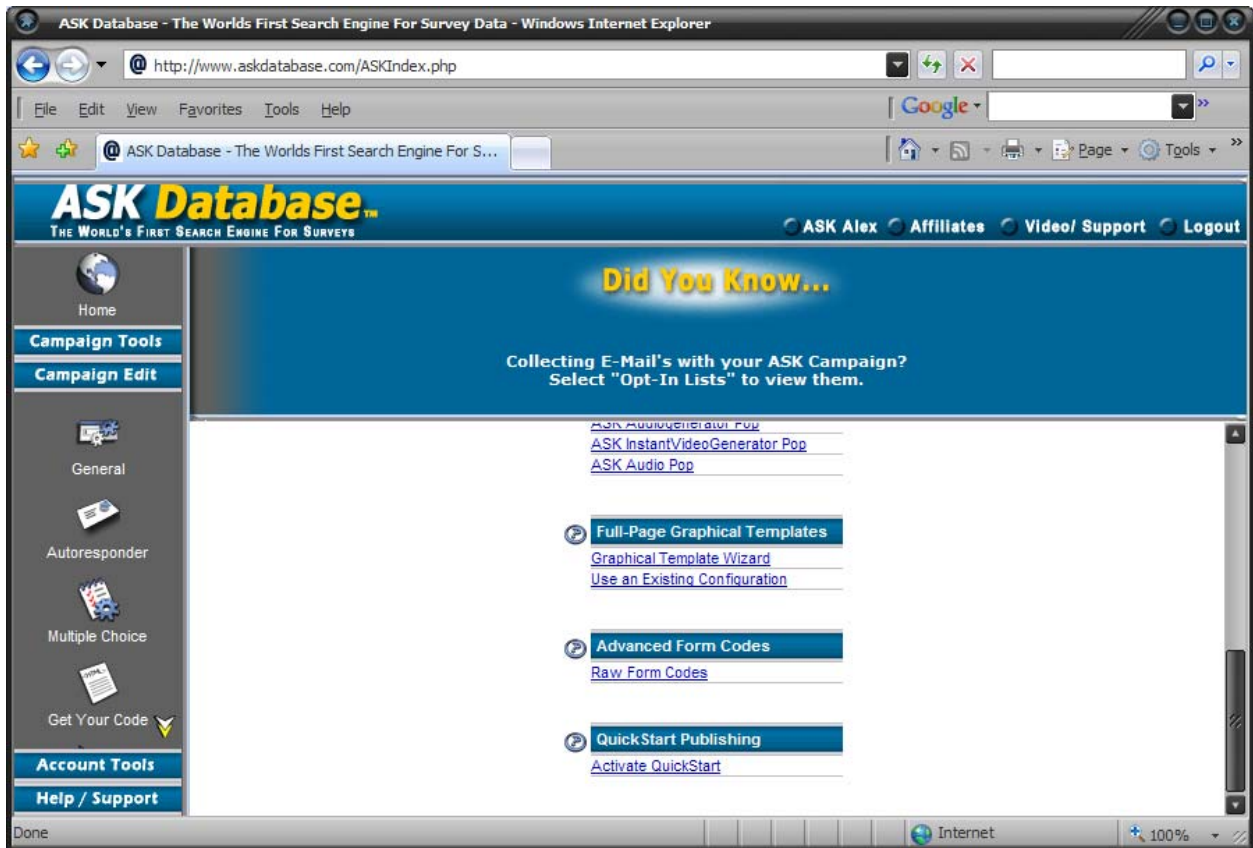 ASK Database - The Worlds First Search Engine For Survey Data - Windows Internet Explorer
http://www.askdatabase.com/ASKIndex.php
File Edit View Favorites Tools Help
Google
ASK Database - The Worlds First Search Engine For S...
Page Tools
ASK Database™
THE WORLD'S FIRST SEARCH ENGINE FOR SURVEYS
ASK Alex Affiliates Video/ Support Logout
Home
Campaign Tools
Campaign Edit
General
Autoresponder
Multiple Choice
Get Your Code
Account Tools
Help / Support
Did You Know...
Collecting E-Mail's with your ASK Campaign?
Select "Opt-In Lists" to view them.
ASK Audiogenerator Pop
ASK InstantVideoGenerator Pop
ASK Audio Pop
Full-Page Graphical Templates
Graphical Template Wizard
Use an Existing Configuration
Advanced Form Codes
Raw Form Codes
QuickStart Publishing
Activate QuickStart
Done
Internet
100%